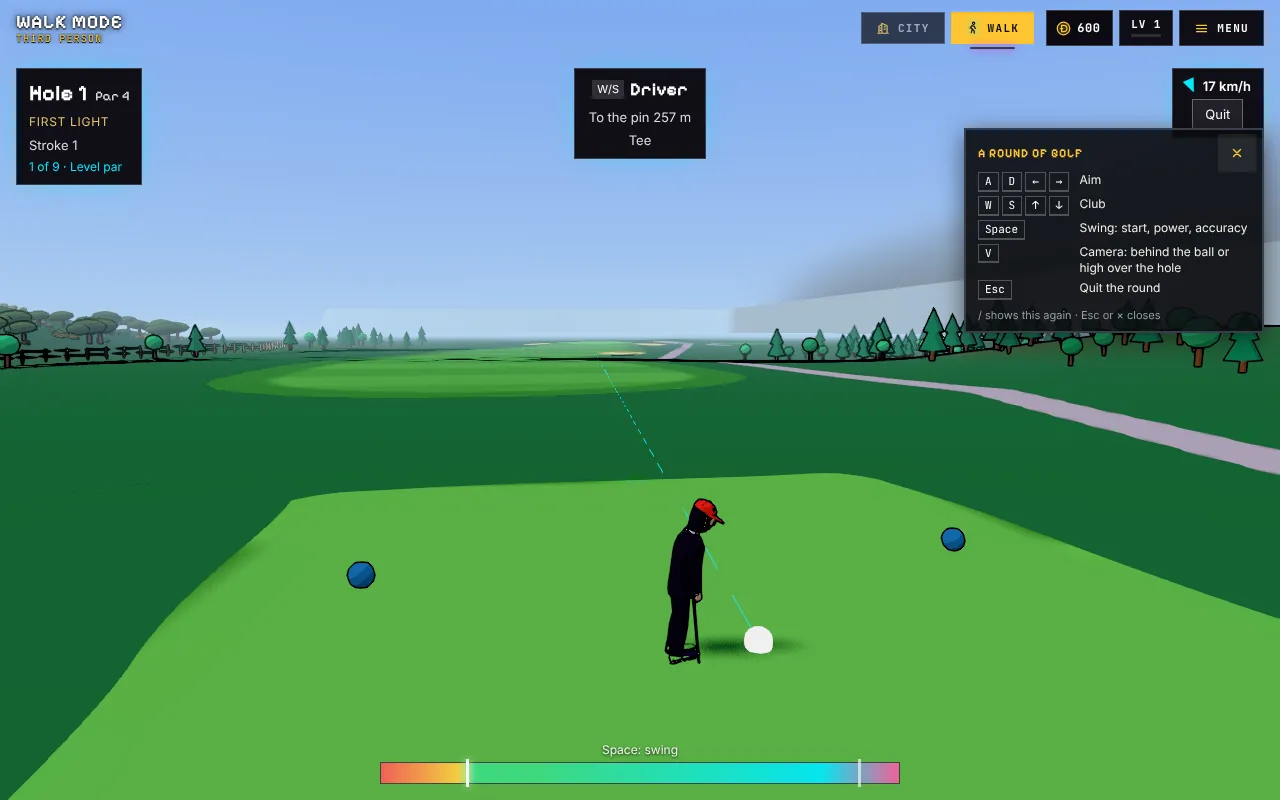 WALK MODE
THIRD PERSON
CITY
WALK
600
LV 1
MENU
Hole 1 Par 4
FIRST LIGHT
Stroke 1
1 of 9 · Level par
W/S Driver
To the pin 257 m
Tee
17 km/h
Quit
A ROUND OF GOLF
×
A D ← → Aim
W S ↑ ↓ Club
Space Swing: start, power, accuracy
V Camera: behind the ball or
high over the hole
Esc Quit the round
/ shows this again · Esc or × closes
Space: swing